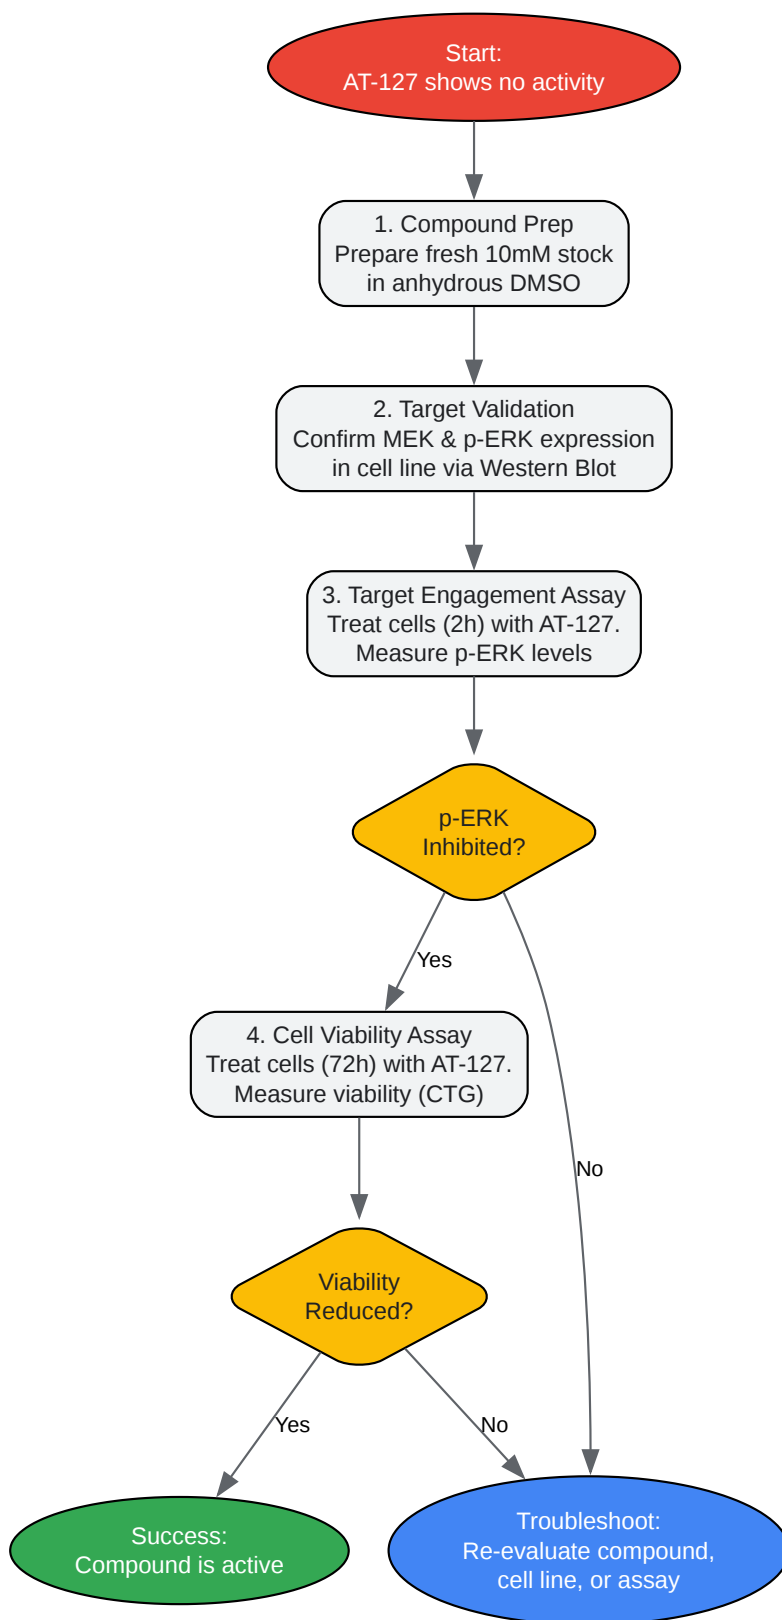 Start:
AT-127 shows no activity
1. Compound Prep
Prepare fresh 10mM stock
in anhydrous DMSO
2. Target Validation
Confirm MEK & p-ERK expression
in cell line via Western Blot
3. Target Engagement Assay
Treat cells (2h) with AT-127.
Measure p-ERK levels
p-ERK
Inhibited?
Yes
4. Cell Viability Assay
Treat cells (72h) with AT-127.
Measure viability (CTG)
No
Viability
Reduced?
Yes
No
Success:
Compound is active
Troubleshoot:
Re-evaluate compound,
cell line, or assay